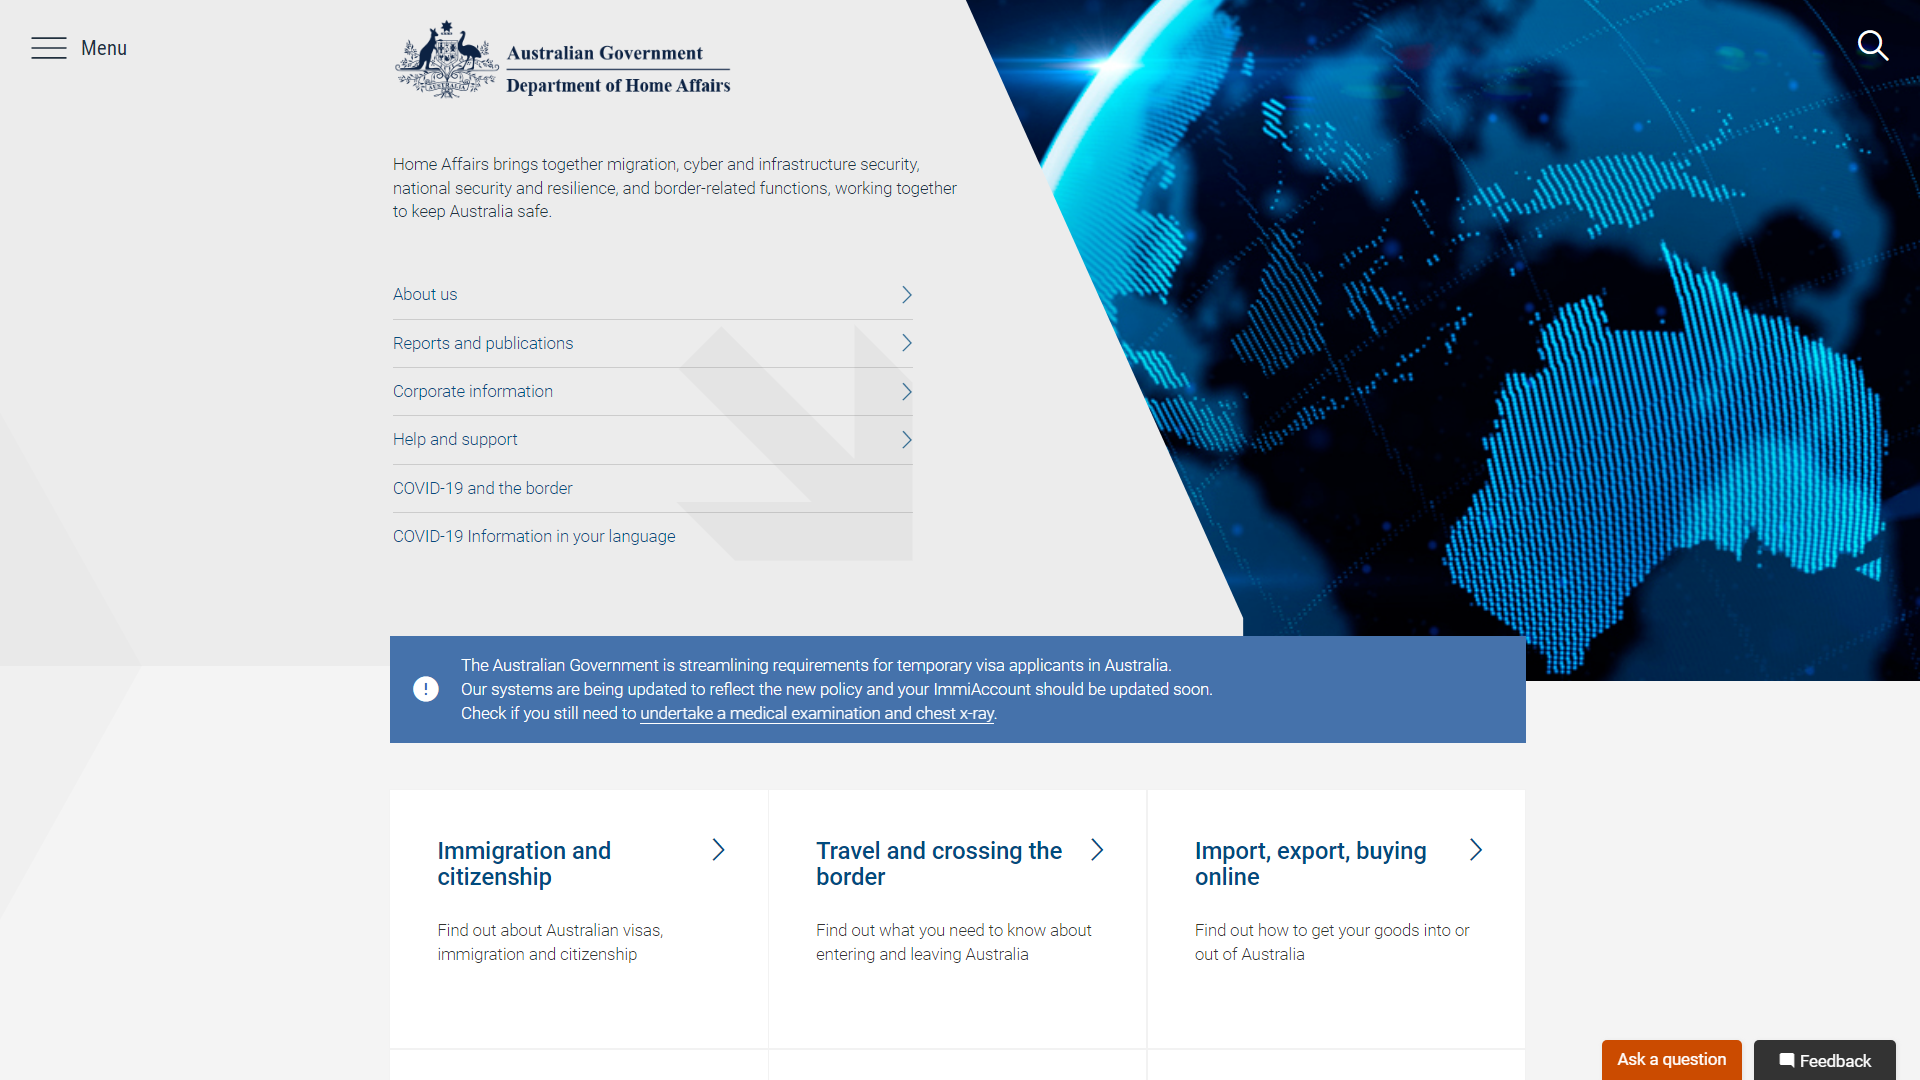 Menu
Australian Government
Department of Home Affairs
Home Affairs brings together migration, cyber and infrastructure security,
national security and resilience, and border-related functions, working together
to keep Australia safe.
About us
Reports and publications
Corporate information
Help and support
COVID-19 and the border
COVID-19 Information in your language
The Australian Government is streamlining requirements for temporary visa applicants in Australia.
Our systems are being updated to reflect the new policy and your ImmiAccount should be updated soon.
Check if you still need to undertake a medical examination and chest x-ray.
Immigration and
citizenship
Find out about Australian visas,
immigration and citizenship
Travel and crossing the
border
Find out what you need to know about
entering and leaving Australia
Import, export, buying
online
Find out how to get your goods into or
out of Australia
Ask a question
Feedback